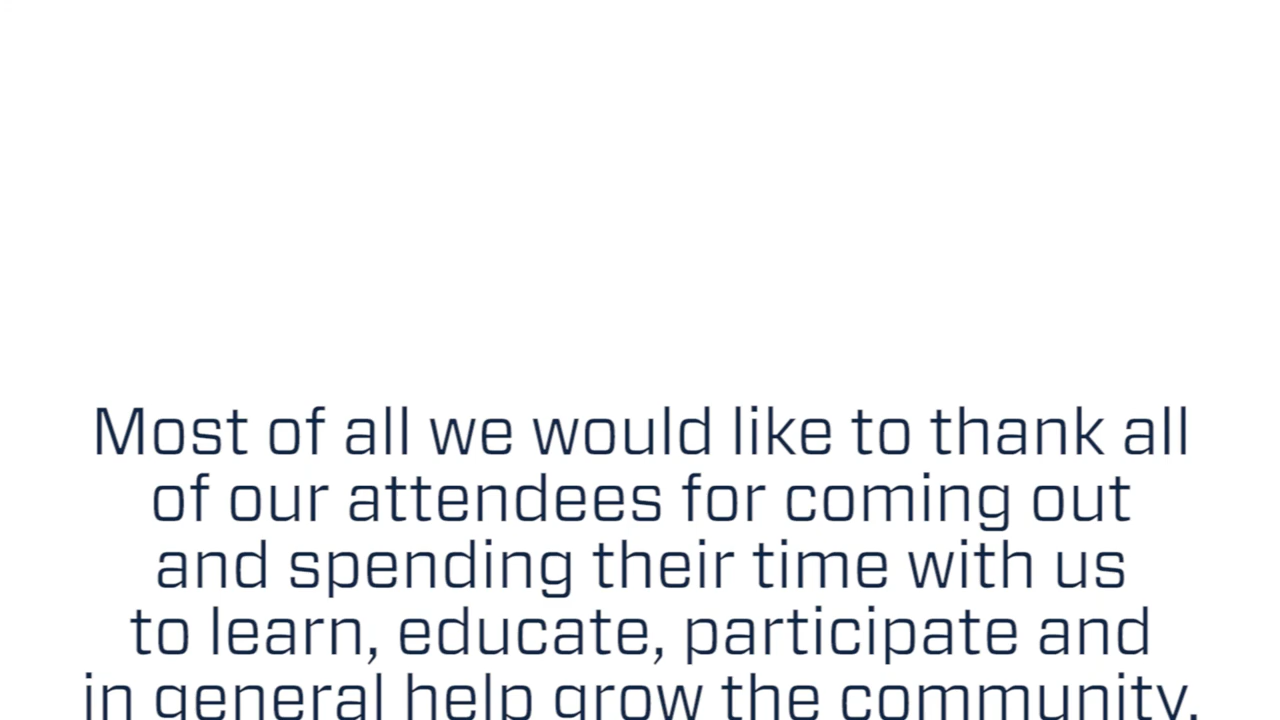 Most of all we would like to thank all
of our attendees for coming out
and spending their time with us
to learn, educate, participate and
in general help grow the community.